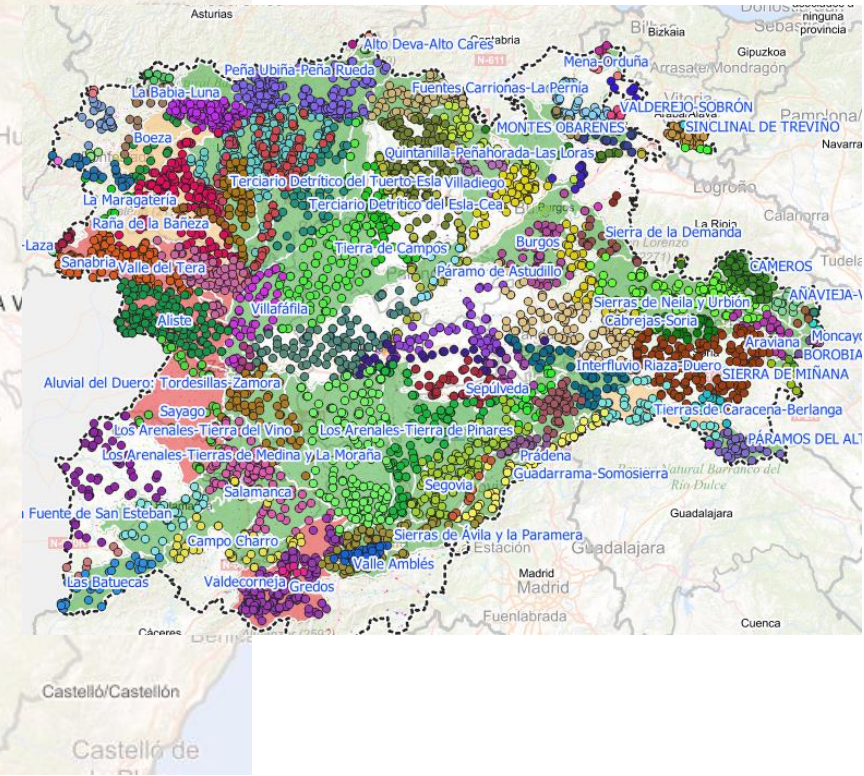 Asturias
Cantabria
Bizkaia
ninguna
provincia
Gipuzkoa
Alto Deva-Alto Cares
N-611
Mena-Orduña
Arrasate/Mondragón
Peña Ubiña-Peña Rueda
La Babia-Luna
Fuentes Carrionas-La Pernia
VALDEREJO-SOBRÓN
MONTES OBARENES
SINCLINAL DE TREVIÑO
Navarra
Boeza
Quintanilla-Peñahorada-Las Loras
Terciario Detrítico del Tuerto-Esla
Villadiego
Logroño
La Maragateria
Terciario Detrítico del Esla-Cea
Calahorra
Raña de la Bañeza
La Rioja
Sierra de la Demanda
-Laza
Tierra de Campos
Burgos
Sanabria
Valle del Tera
Páramo de Astudillo
CAMEROS
AÑAVIEJA-V
Villafáfila
Sierras de Neila y Urbión
Aliste
Cabrejas-Soria
Araviana
Moncayo
BOROBIA
Interfluvio Riaza-Duero
SIERRA DE MIÑANA
Aluvial del Duero: Tordesillas-Zamora
Sepúlveda
Sayago
Tierras de Caracena-Berlanga
Los Arenales-Tierra del Vino
Los Arenales-Tierra de Pinares
PÁRAMOS DEL ALT
Los Arenales-Tierras de Medina y La Moraña
Prádena
Guadarrama-Somosierra
Natural Barranco del
Río Dulce
Salamanca
Segovia
Guadalajara
a Fuente de San Esteban
Campo Charro
Sierras de Ávila y la Paramera
Guadalajara
Valle Amblés
Las Batuecas
Valdecorneja
Gredos
Madrid
Madrid
Fuenlabrada
Cuenca
Cáceres
Castelló/Castellón
Castelló de